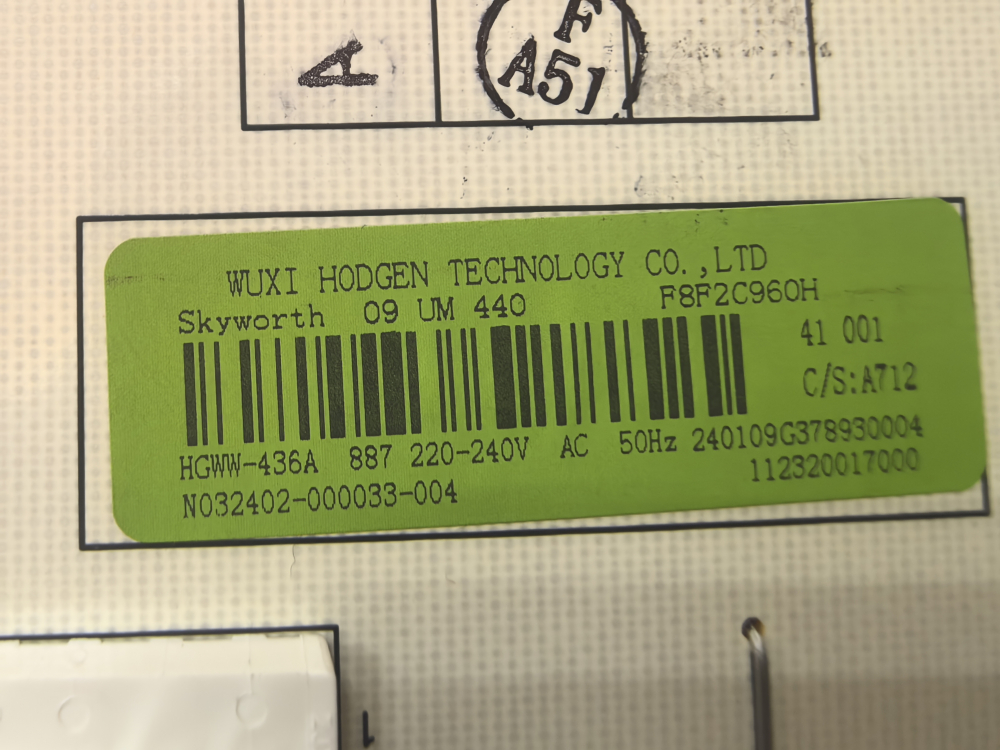 A
F
A51
WUXI HODGEN TECHNOLOGY CO.,LTD
Skyworth 09 UM 440 F8F2C960H
41 001
C/S:A712
HGWW-436A 887 220-240V AC 50Hz 240109G378930004
N032402-000033-004 112320017000
1